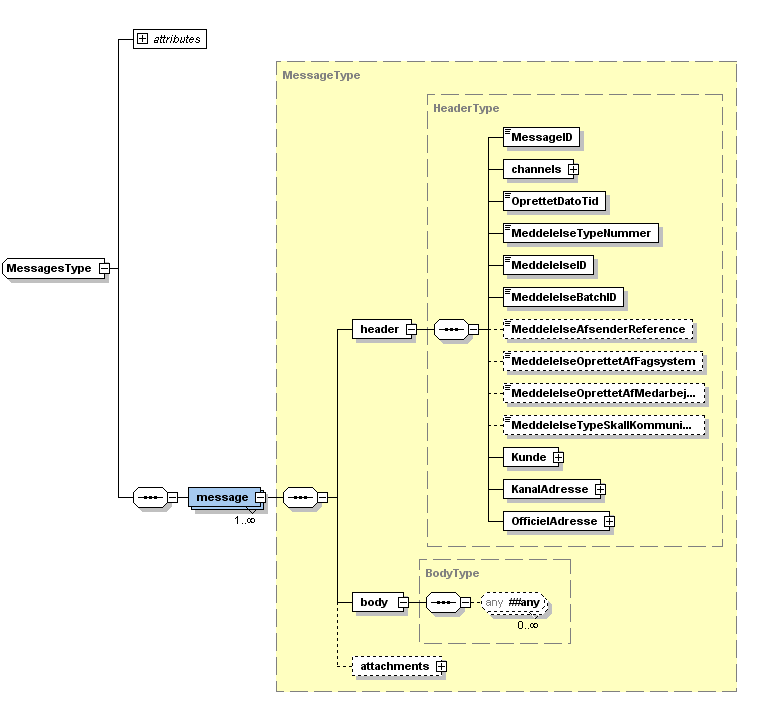 attributes
MessageType
HeaderType
MessageID
channels
OprettetDatoTid
MeddelelseTypeNummer
MessagesType
MeddelelseID
MeddelelseBatchID
header
MeddelelseAfsenderReference
MeddelelseOprettetAfFagsystem
MeddelelseOprettetAfMedarbej...
MeddelelseTypeSkallKommuni...
Kunde
KanalAdresse
message
1..∞
OfficielAdresse
BodyType
body
any ##any
0..∞
attachments